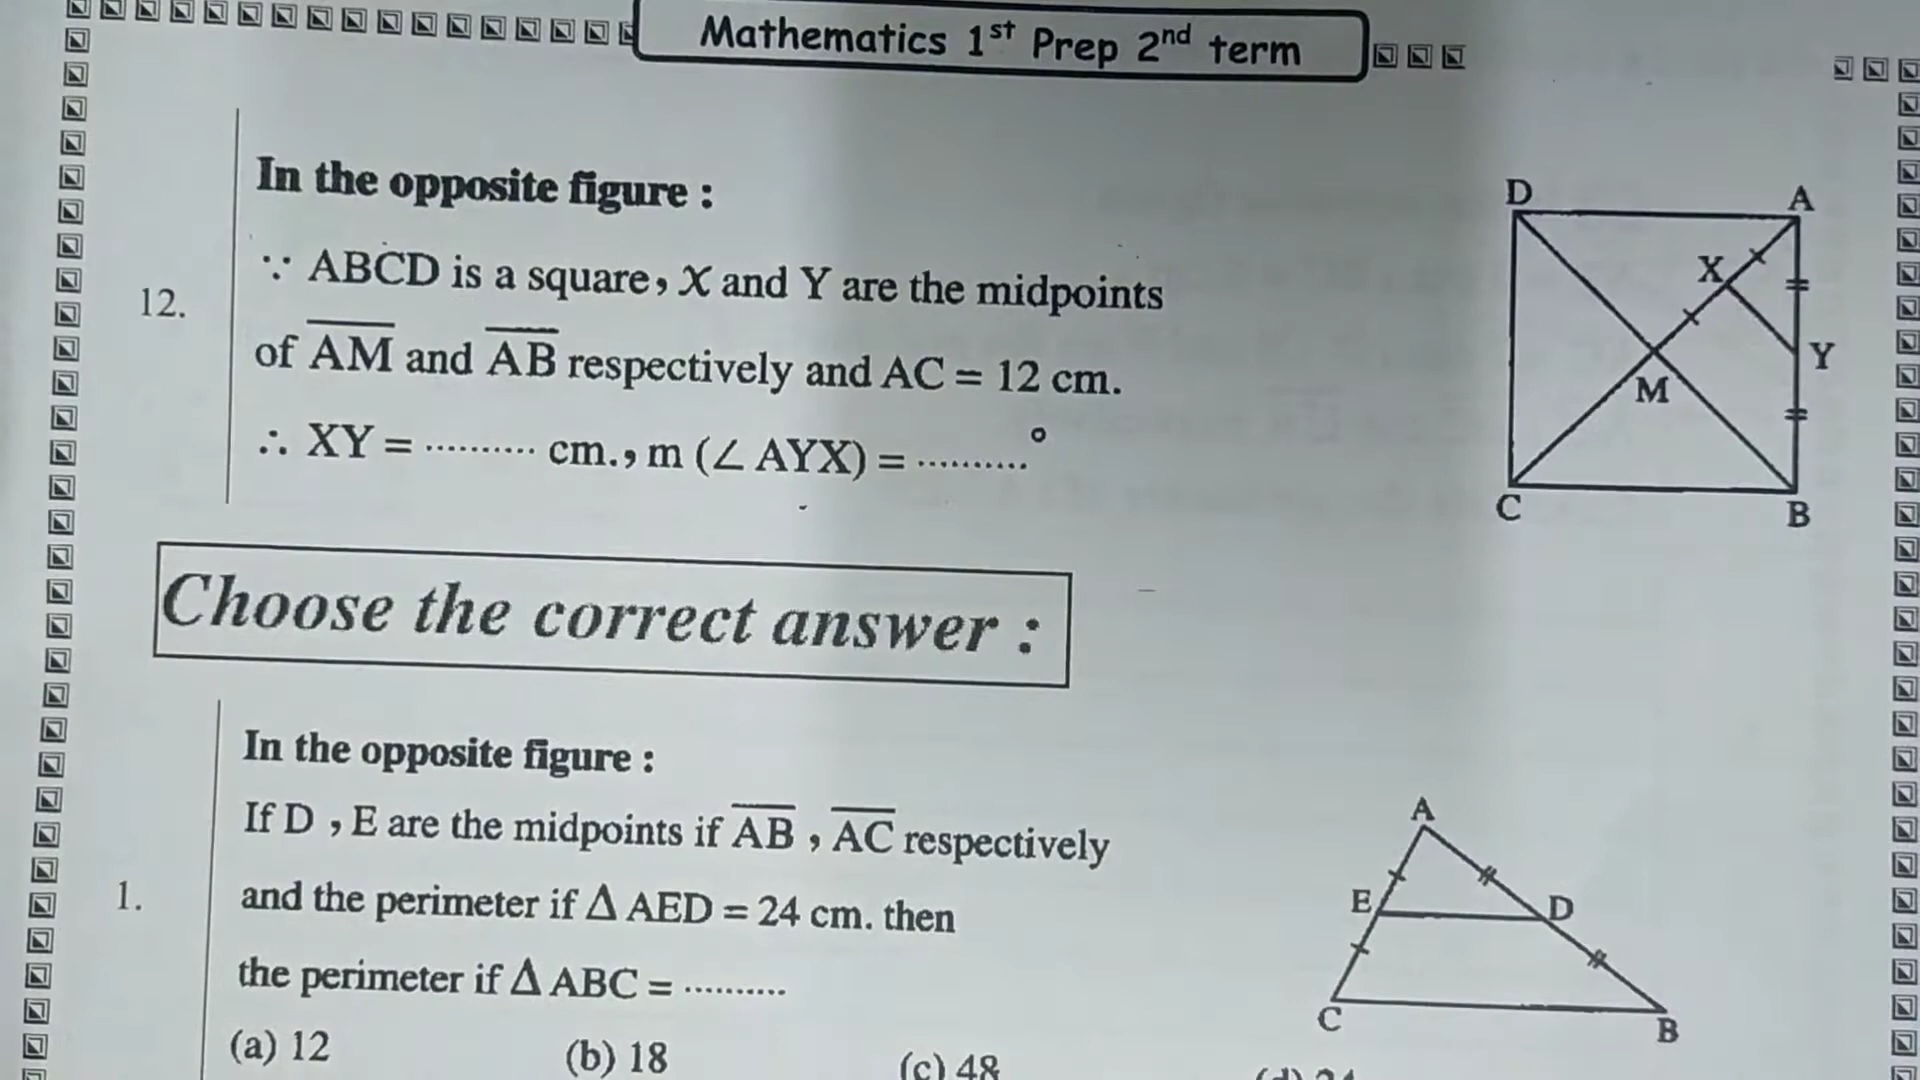 Mathematics 1st Prep 2nd term
In the opposite figure :
12.
∵ ABCD is a square, X and Y are the midpoints
of AM and AB respectively and AC = 12 cm.
∴ XY = .......... cm., m (∠ AYX) = ..........°
D
A
X
Y
M
C
B
Choose the correct answer :
In the opposite figure :
If D , E are the midpoints if AB , AC respectively
1.
and the perimeter if Δ AED = 24 cm. then
the perimeter if Δ ABC = ..........
A
E
D
C
B
(a) 12
(b) 18
(c) 48